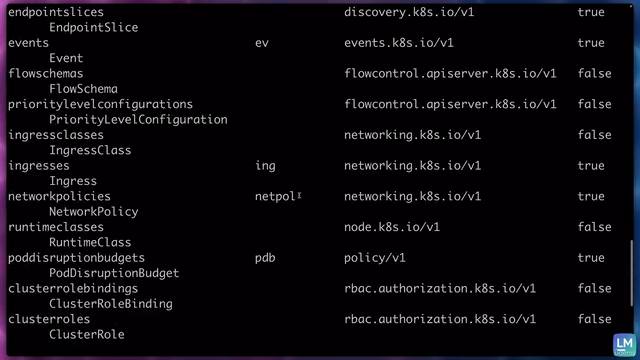 endpointslices discovery.k8s.io/v1 true
EndpointSlice
events ev events.k8s.io/v1 true
Event
flowschemas flowcontrol.apiserver.k8s.io/v1 false
FlowSchema
prioritylevelconfigurations flowcontrol.apiserver.k8s.io/v1 false
PriorityLevelConfiguration
ingressclasses networking.k8s.io/v1 false
IngressClass
ingresses ing networking.k8s.io/v1 true
Ingress
networkpolicies netpol networking.k8s.io/v1 true
NetworkPolicy
runtimeclasses node.k8s.io/v1 false
RuntimeClass
poddisruptionbudgets pdb policy/v1 true
PodDisruptionBudget
clusterrolebindings rbac.authorization.k8s.io/v1 false
ClusterRoleBinding
clusterroles rbac.authorization.k8s.io/v1 false
ClusterRole
LM